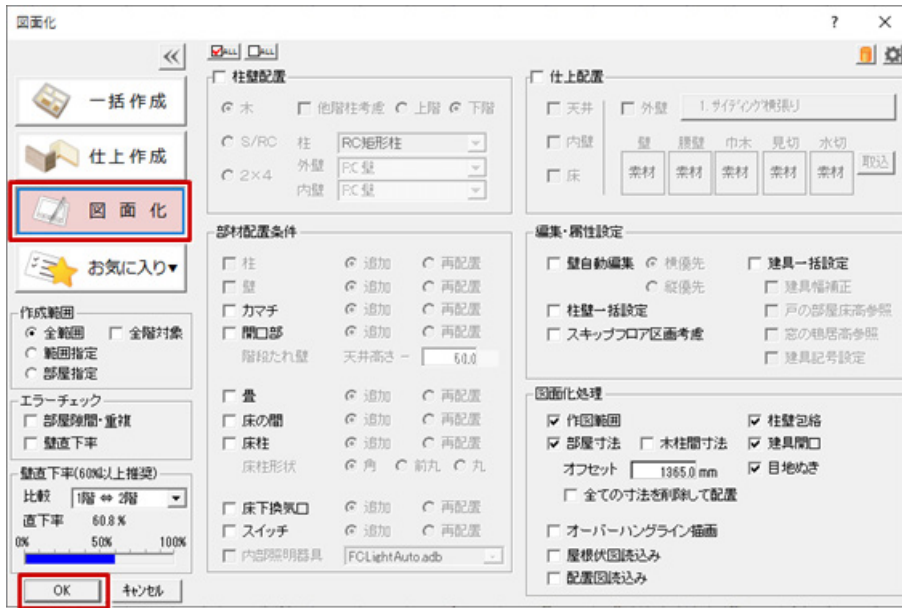 図面化
? ×
«
ALL ALL
一括作成
仕上作成
図面化
お気に入り▼
作成範囲
全範囲 全階対象
範囲指定
部屋指定
エラーチェック
部屋隙間・重複
壁直下率
壁直下率(60%以上推奨)
比較 1階 ⇔ 2階
直下率 60.8 %
0% 50% 100%
OK キャンセル
柱壁配置
木 他階柱考慮 上階 下階
S/RC 柱 RC矩形柱
2×4 外壁 RC壁
内壁 RC壁
部材配置条件
柱 追加 再配置
壁 追加 再配置
カマチ 追加 再配置
開口部 追加 再配置
階段たれ壁 天井高さ − 60.0
畳 追加 再配置
床の間 追加 再配置
床柱 追加 再配置
床柱形状 角 前丸 丸
床下換気口 追加 再配置
スイッチ 追加 再配置
内部照明器具 FCLightAuto.adb
仕上配置
天井 外壁 1. サイディング横張り
内壁 壁 腰壁 巾木 見切 水切
床 素材 素材 素材 素材 素材 取込
編集・属性設定
壁自動編集 横優先 建具一括設定
縦優先 建具幅補正
柱壁一括設定 戸の部屋床高参照
スキップフロア区画考慮 窓の鴨居高参照
建具記号設定
図面化処理
作図範囲 柱壁包絡
部屋寸法 木柱間寸法 建具開口
オフセット 1365.0 mm 目地ぬき
全ての寸法を削除して配置
オーバーハングライン描画
屋根伏図読込み
配置図読込み